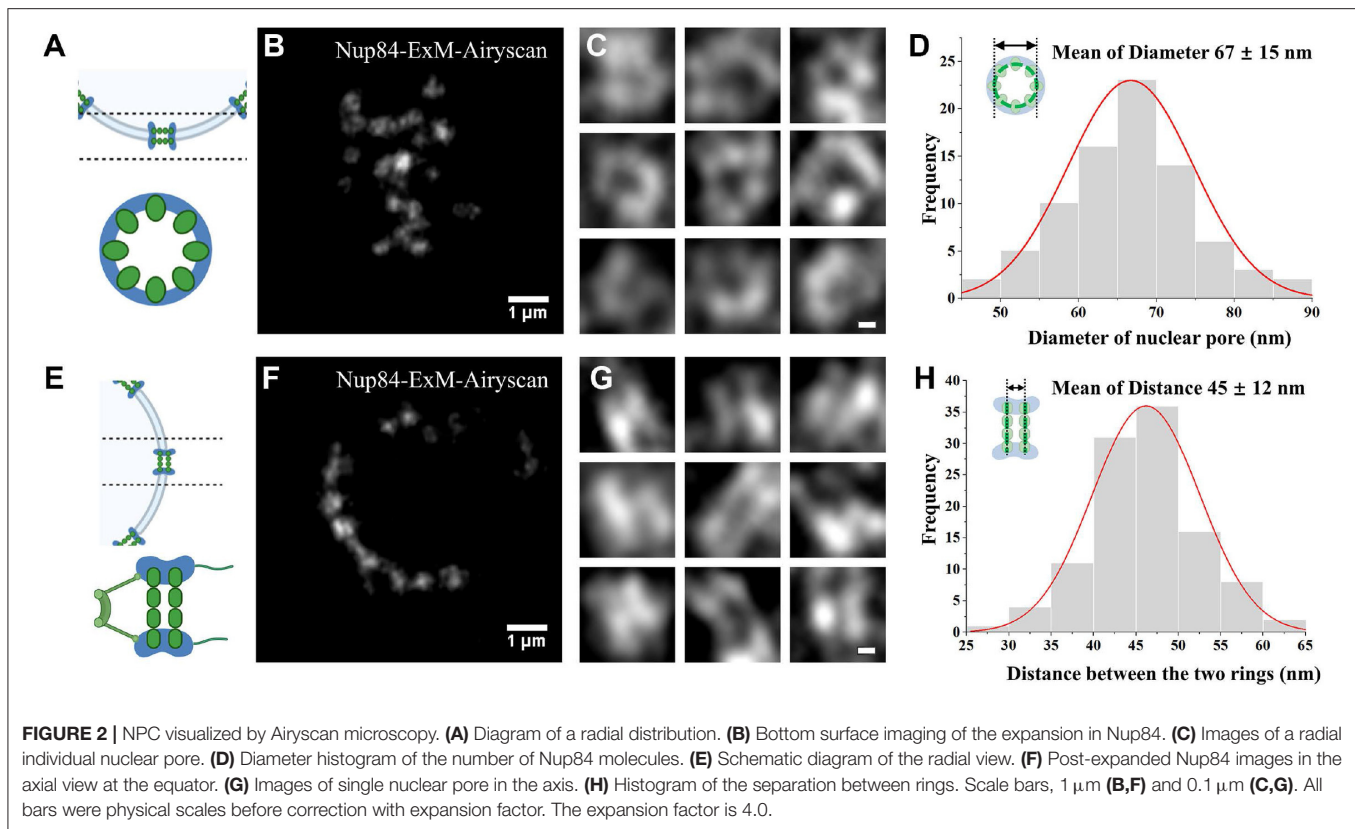 A
B
Nup84-ExM-Airyscan
1 µm
C
D
Mean of Diameter 67 ± 15 nm
Frequency
25
20
15
10
5
0
50 60 70 80 90
Diameter of nuclear pore (nm)
E
F
Nup84-ExM-Airyscan
1 µm
G
H
Mean of Distance 45 ± 12 nm
Frequency
40
35
30
25
20
15
10
5
0
25 30 35 40 45 50 55 60 65
Distance between the two rings (nm)
FIGURE 2 | NPC visualized by Airyscan microscopy. (A) Diagram of a radial distribution. (B) Bottom surface imaging of the expansion in Nup84. (C) Images of a radial
individual nuclear pore. (D) Diameter histogram of the number of Nup84 molecules. (E) Schematic diagram of the radial view. (F) Post-expanded Nup84 images in the
axial view at the equator. (G) Images of single nuclear pore in the axis. (H) Histogram of the separation between rings. Scale bars, 1 µm (B,F) and 0.1 µm (C,G). All
bars were physical scales before correction with expansion factor. The expansion factor is 4.0.